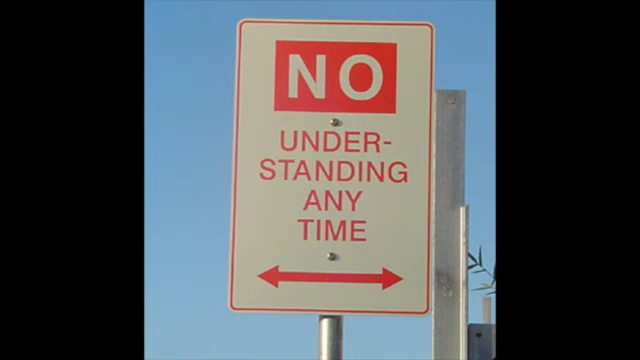 NO
UNDER-
STANDING
ANY
TIME